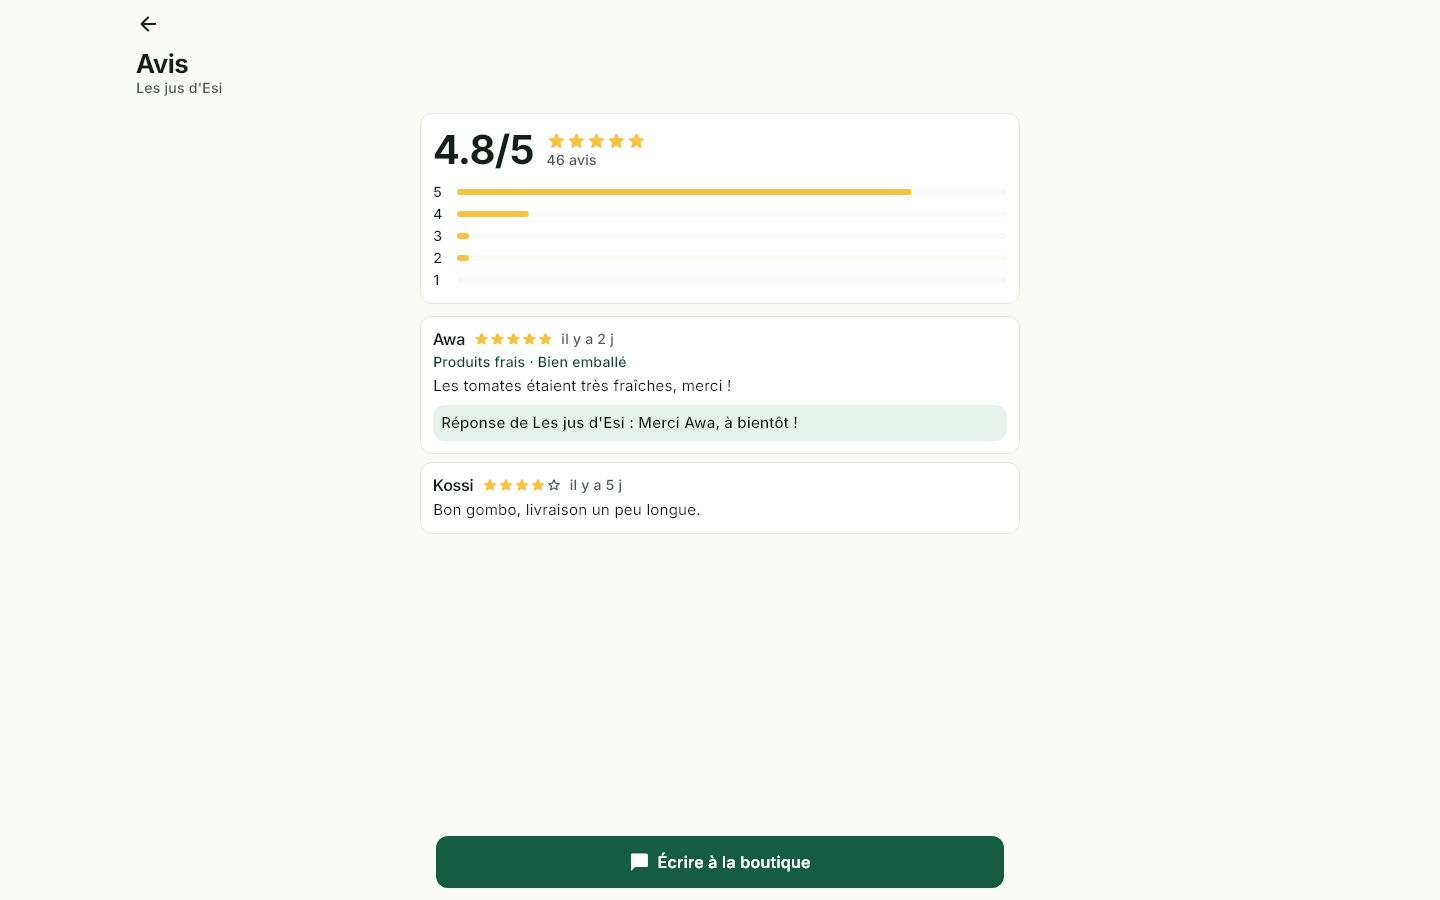 Avis
Les jus d'Esi
4.8/5
46 avis
5
4
3
2
1
Awa il y a 2 j
Produits frais · Bien emballé
Les tomates étaient très fraîches, merci !
Réponse de Les jus d'Esi : Merci Awa, à bientôt !
Kossi il y a 5 j
Bon gombo, livraison un peu longue.
Écrire à la boutique